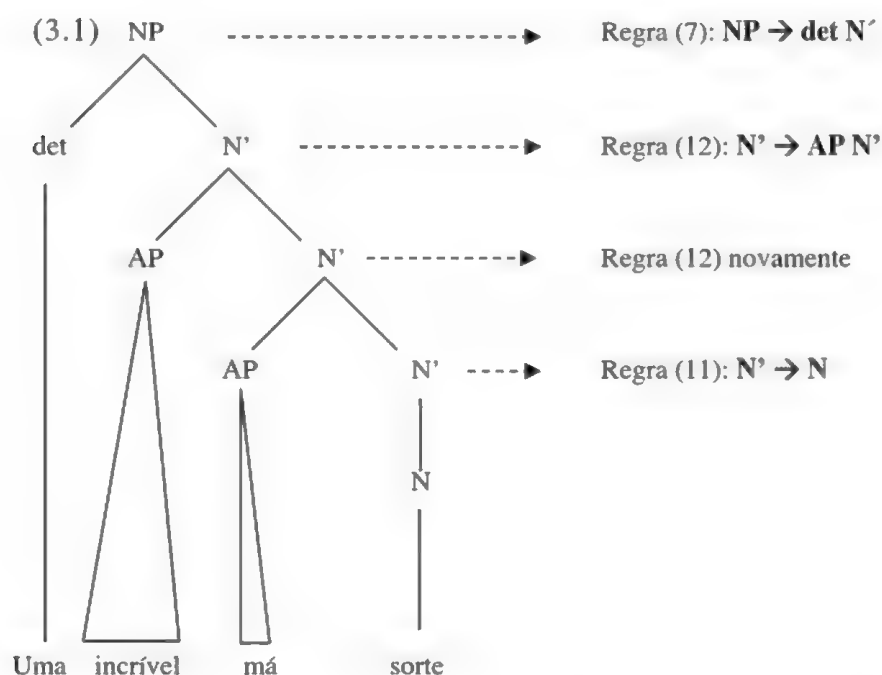 (3.1) NP Regra (7): NP → det N´
det N' Regra (12): N' → AP N'
AP N' Regra (12) novamente
AP N' Regra (11): N' → N
N
Uma incrível má sorte